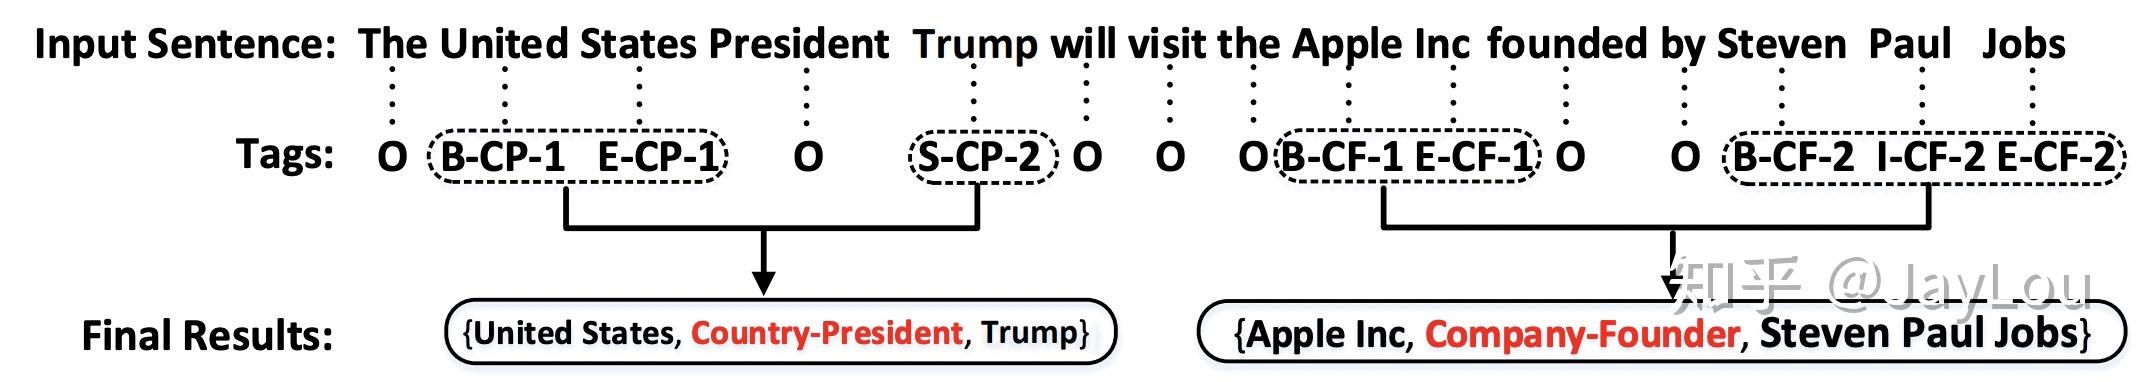 Input Sentence: The United States President Trump will visit the Apple Inc founded by Steven Paul Jobs
Tags: O B-CP-1 E-CP-1 O S-CP-2 O O O B-CF-1 E-CF-1 O O B-CF-2 I-CF-2 E-CF-2
知乎 @JayLou
Final Results: {United States, Country-President, Trump} {Apple Inc, Company-Founder, Steven Paul Jobs}